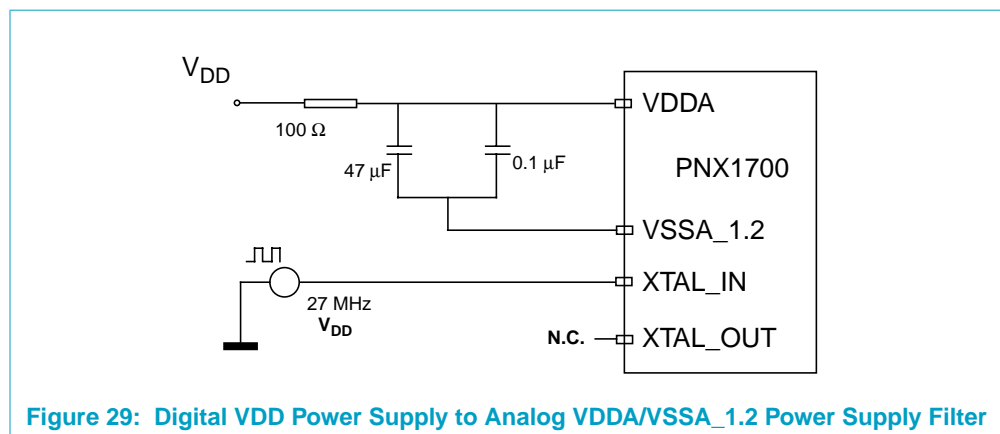 VDD
VDDA
100 Ω
47 μF
0.1 μF
PNX1700
VSSA_1.2
XTAL_IN
27 MHz
VDD
N.C.
XTAL_OUT
Figure 29: Digital VDD Power Supply to Analog VDDA/VSSA_1.2 Power Supply Filter